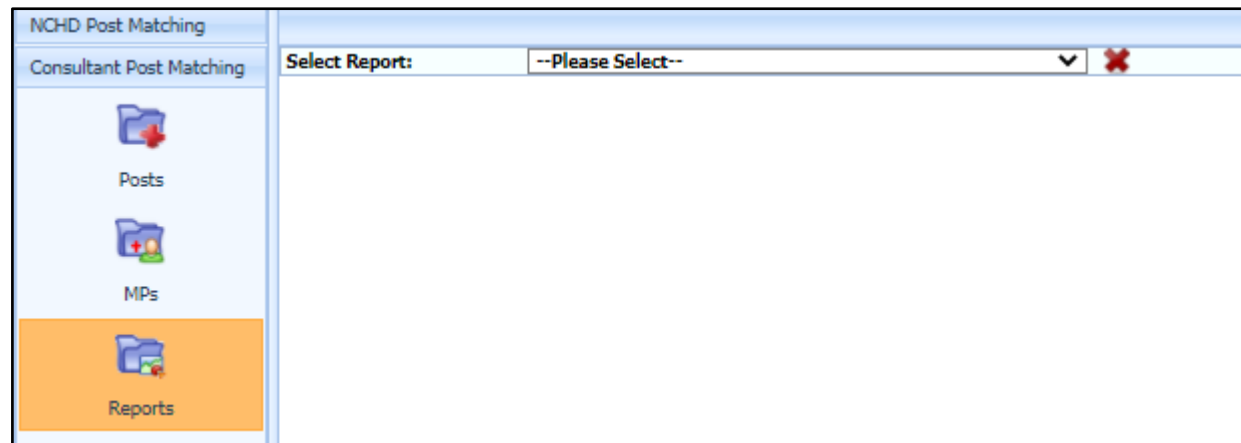 NCHD Post Matching
Consultant Post Matching
Posts
MPs
Reports
Select Report: --Please Select--